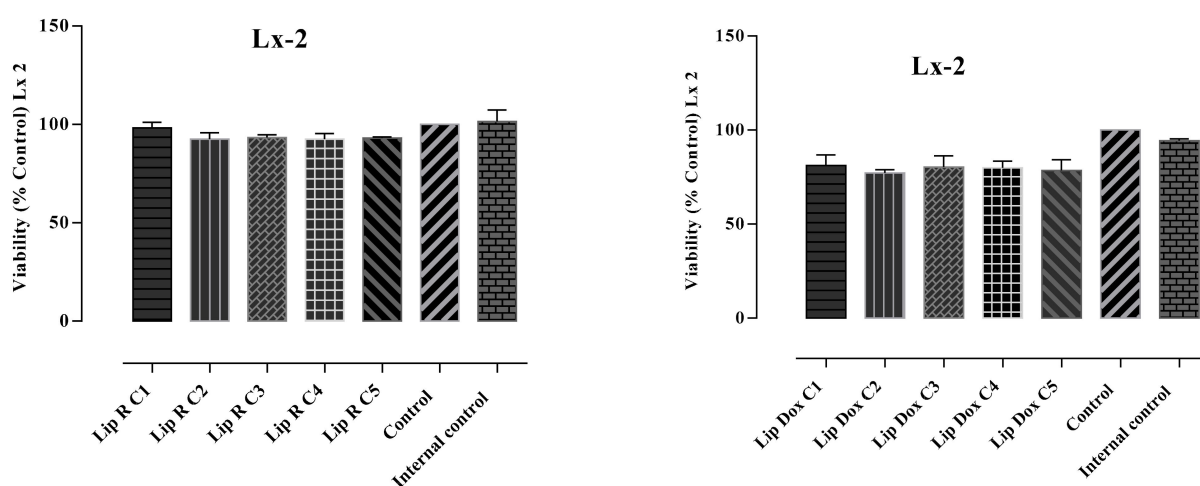 Lx-2
Viability (% Control) Lx 2
150
100
50
0
Lip R C1
Lip R C2
Lip R C3
Lip R C4
Lip R C5
Control
Internal control
Lx-2
Viability (% Control) Lx 2
150
100
50
0
Lip Dox C1
Lip Dox C2
Lip Dox C3
Lip Dox C4
Lip Dox C5
Control
Internal control